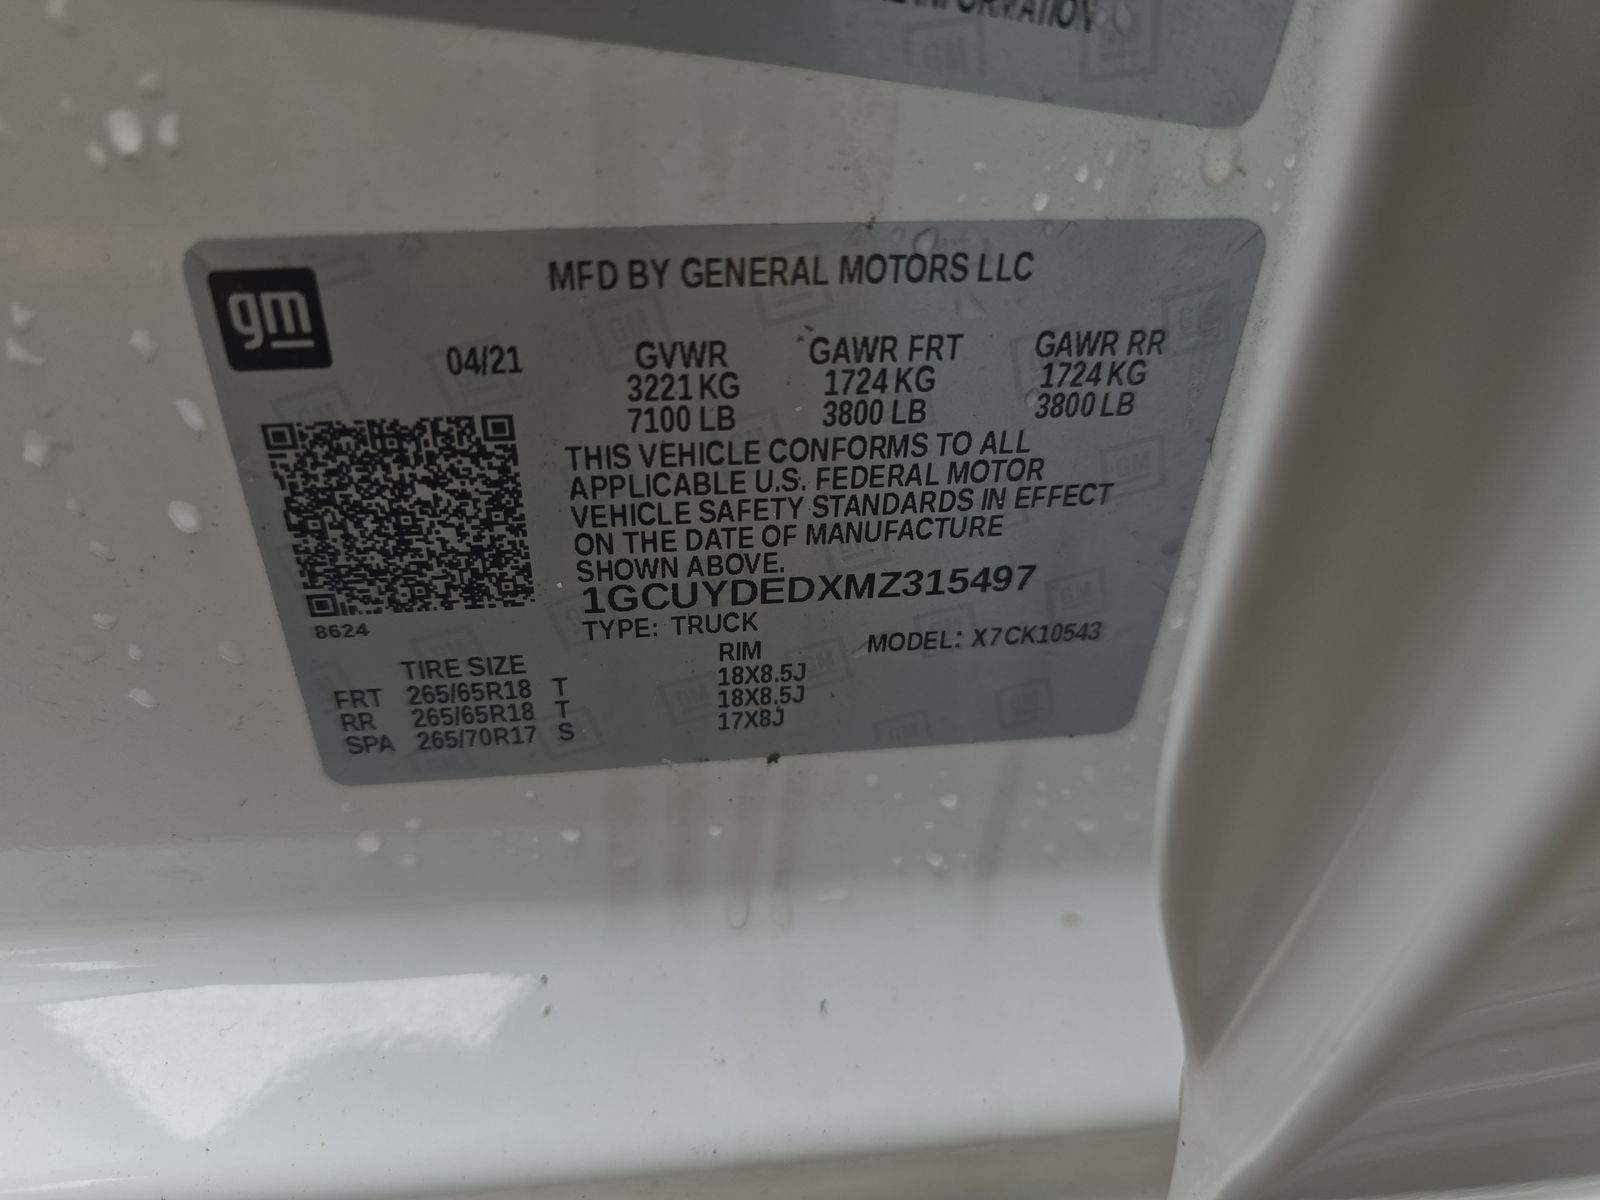 INFORMATION
MFD BY GENERAL MOTORS LLC
gm
04/21 GVWR GAWR FRT GAWR RR
3221 KG 1724 KG 1724 KG
7100 LB 3800 LB 3800 LB
THIS VEHICLE CONFORMS TO ALL
APPLICABLE U.S. FEDERAL MOTOR
VEHICLE SAFETY STANDARDS IN EFFECT
ON THE DATE OF MANUFACTURE
SHOWN ABOVE.
1GCUYDEDXMZ315497
8624 TYPE: TRUCK MODEL: X7CK10543
TIRE SIZE RIM
FRT 265/65R18 T 18X8.5J
RR 265/65R18 T 18X8.5J
SPA 265/70R17 S 17X8J